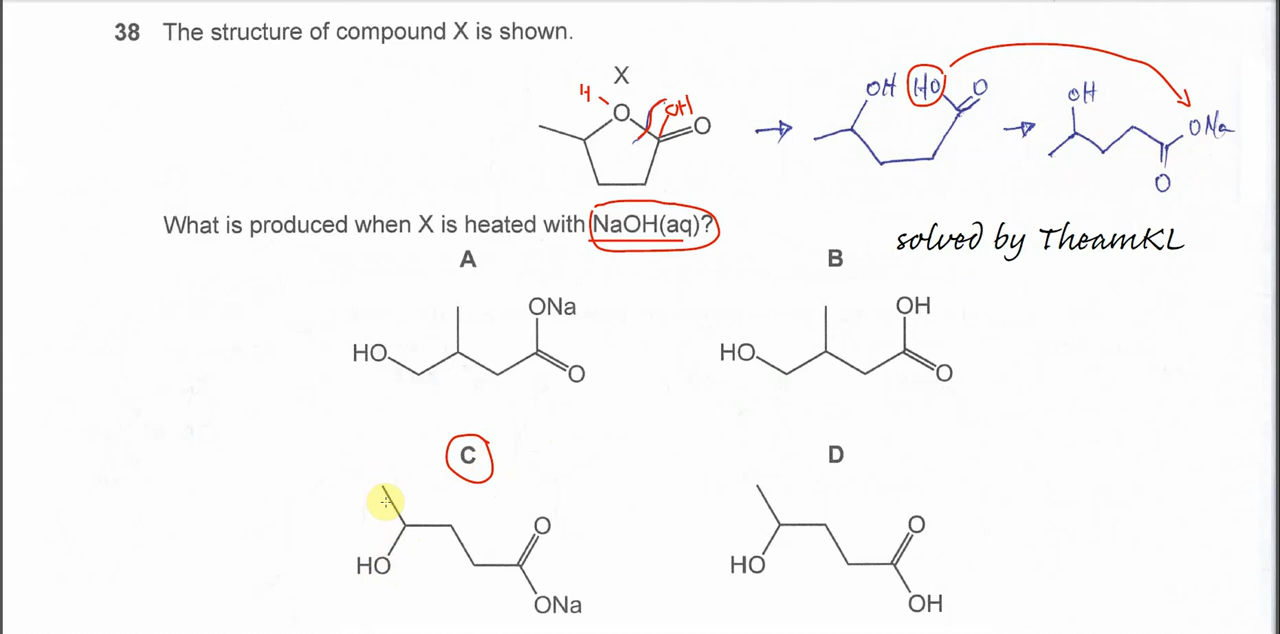 38 The structure of compound X is shown.
X
H
O
OH
O
OH HO O
OH
ONa
O
What is produced when X is heated with NaOH(aq)?
solved by TheamKL
A B
ONa
HO
O
OH
HO
O
C D
O
HO
ONa
O
HO
OH